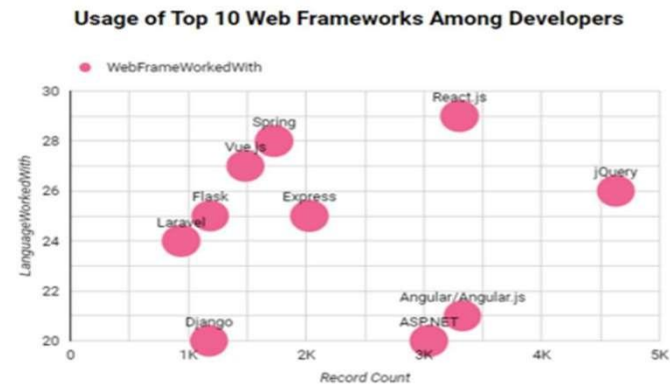 Usage of Top 10 Web Frameworks Among Developers
WebFrameWorkedWith
LanguageWorkedWith
30
28
26
24
22
20
React.js
Spring
Vue.js
jQuery
Flask
Express
Laravel
Angular/Angular.js
Django
ASP.NET
0
1K
2K
3K
4K
5K
Record Count